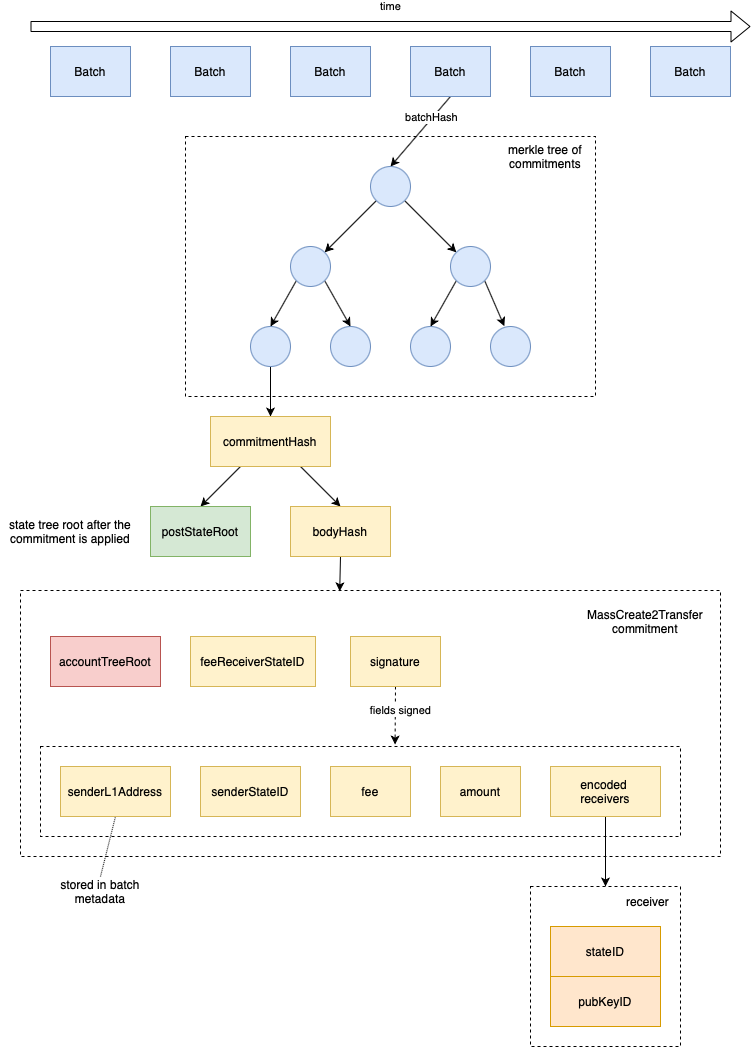 time
Batch
Batch
Batch
Batch
Batch
Batch
batchHash
merkle tree of
commitments
commitmentHash
state tree root after the
commitment is applied
postStateRoot
bodyHash
MassCreate2Transfer
commitment
accountTreeRoot
feeReceiverStateID
signature
fields signed
senderL1Address
senderStateID
fee
amount
encoded
receivers
stored in batch
metadata
receiver
stateID
pubKeyID